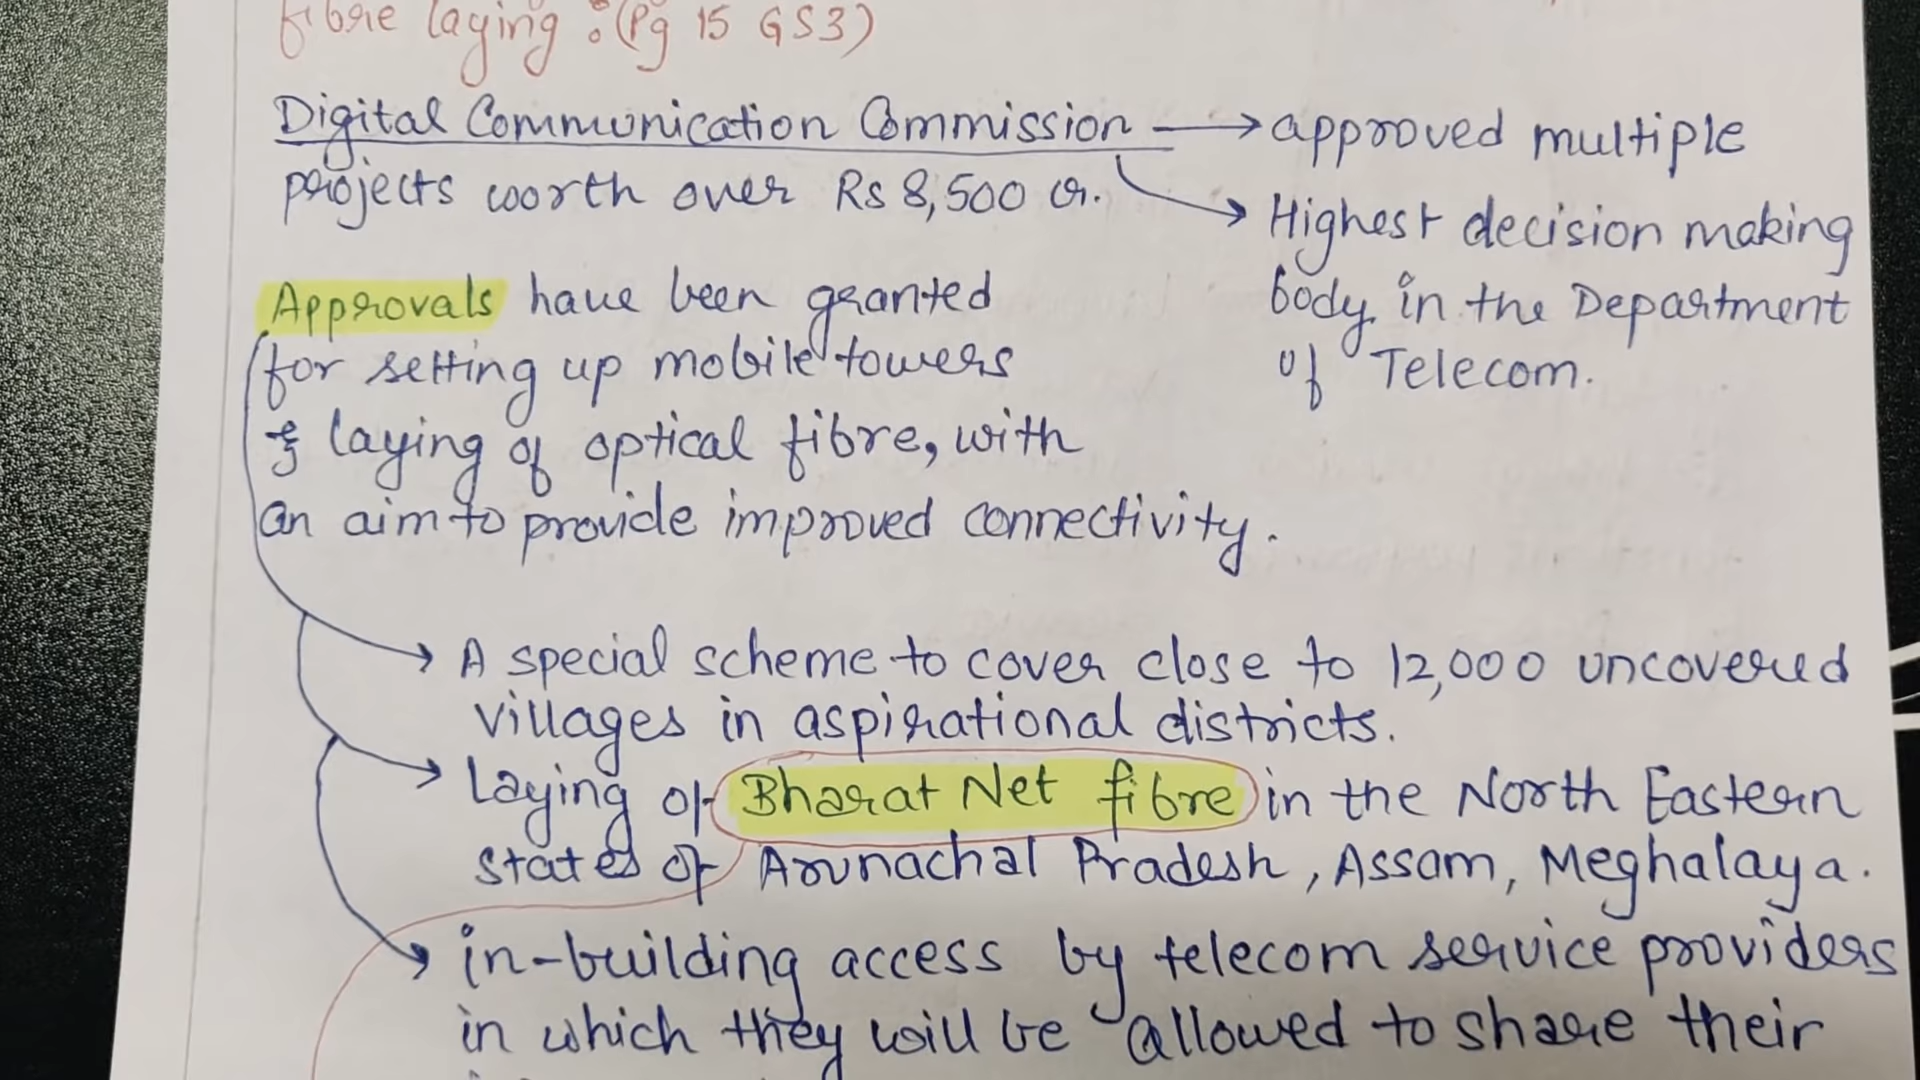 fibre laying : (Pg 15 GS3)
Digital Communication Commission → approved multiple
projects worth over Rs 8,500 cr.
→ Highest decision making
body in the Department
of Telecom.
Approvals have been granted
for setting up mobile towers
& laying of optical fibre, with
an aim to provide improved connectivity.
→ A special scheme to cover close to 12,000 uncovered
villages in aspirational districts.
→ Laying of Bharat Net fibre in the North Eastern
states of Arunachal Pradesh, Assam, Meghalaya.
→ in-building access by telecom service providers
in which they will be allowed to share their